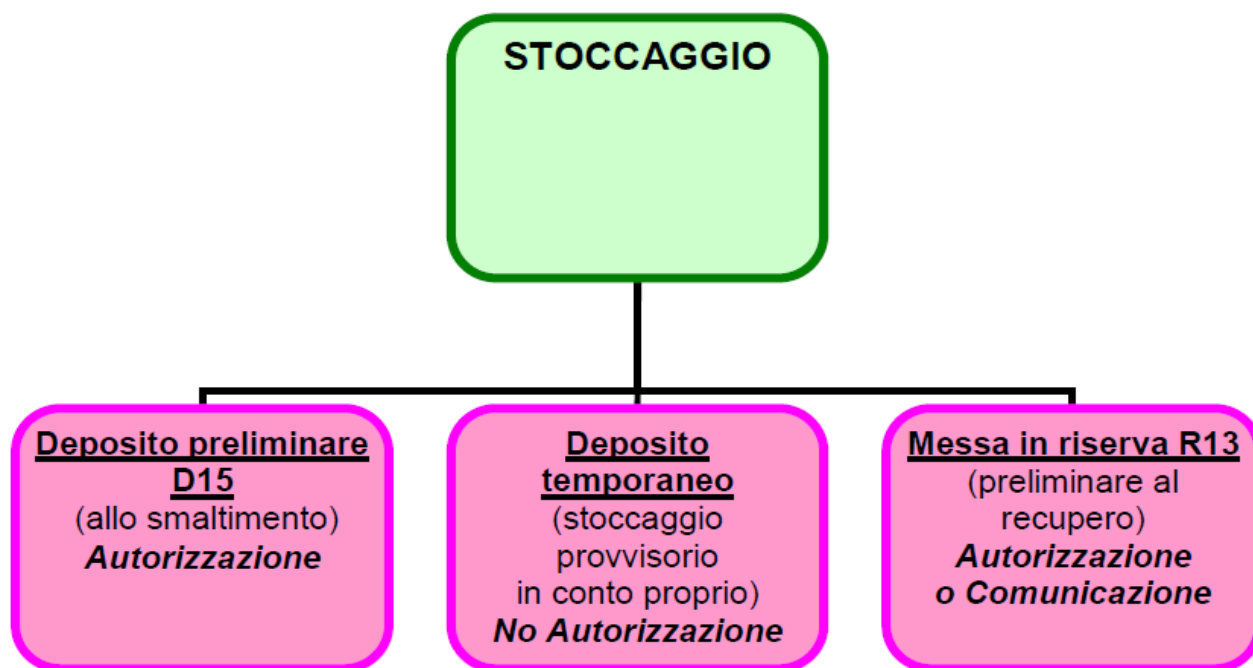 STOCCAGGIO
Deposito preliminare
D15
(allo smaltimento)
Autorizzazione
Deposito
temporaneo
(stoccaggio
provvisorio
in conto proprio)
No Autorizzazione
Messa in riserva R13
(preliminare al
recupero)
Autorizzazione
o Comunicazione